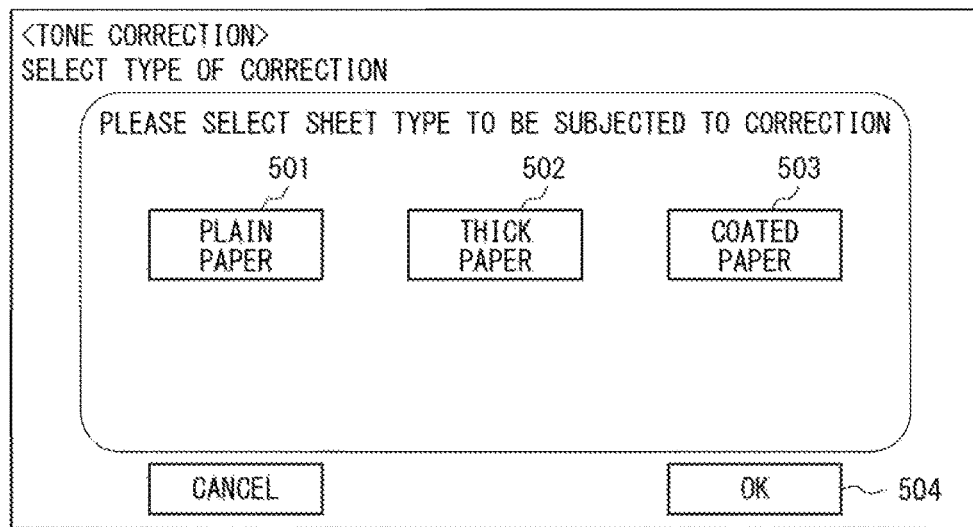 <TONE CORRECTION>
SELECT TYPE OF CORRECTION
PLEASE SELECT SHEET TYPE TO BE SUBJECTED TO CORRECTION
501
502
503
PLAIN
PAPER
THICK
PAPER
COATED
PAPER
CANCEL
OK
504